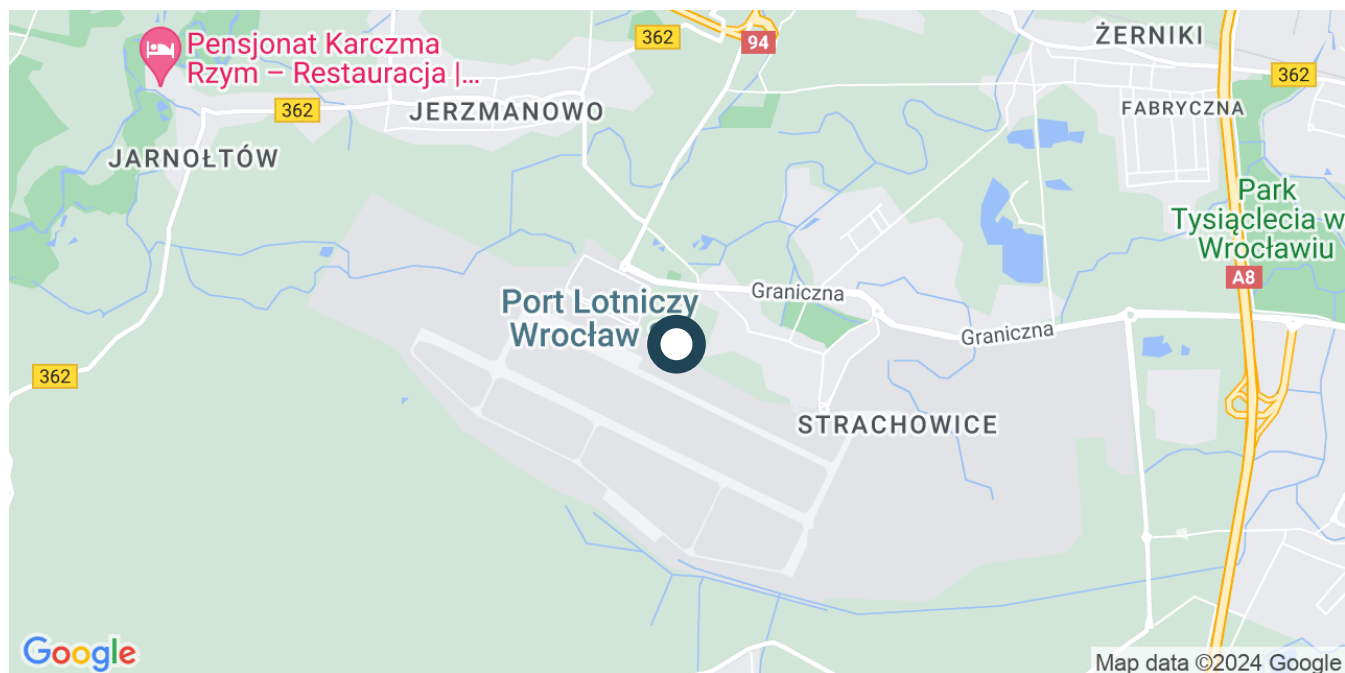 Pensjonat Karczma
Rzym – Restauracja |...
362
94
ŻERNIKI
362
362
JERZMANOWO
FABRYCZNA
JARNOŁTÓW
Park
Tysiąclecia w
Wrocławiu
A8
Port Lotniczy
Wrocław
Graniczna
Graniczna
362
STRACHOWICE
Google
Map data ©2024 Google